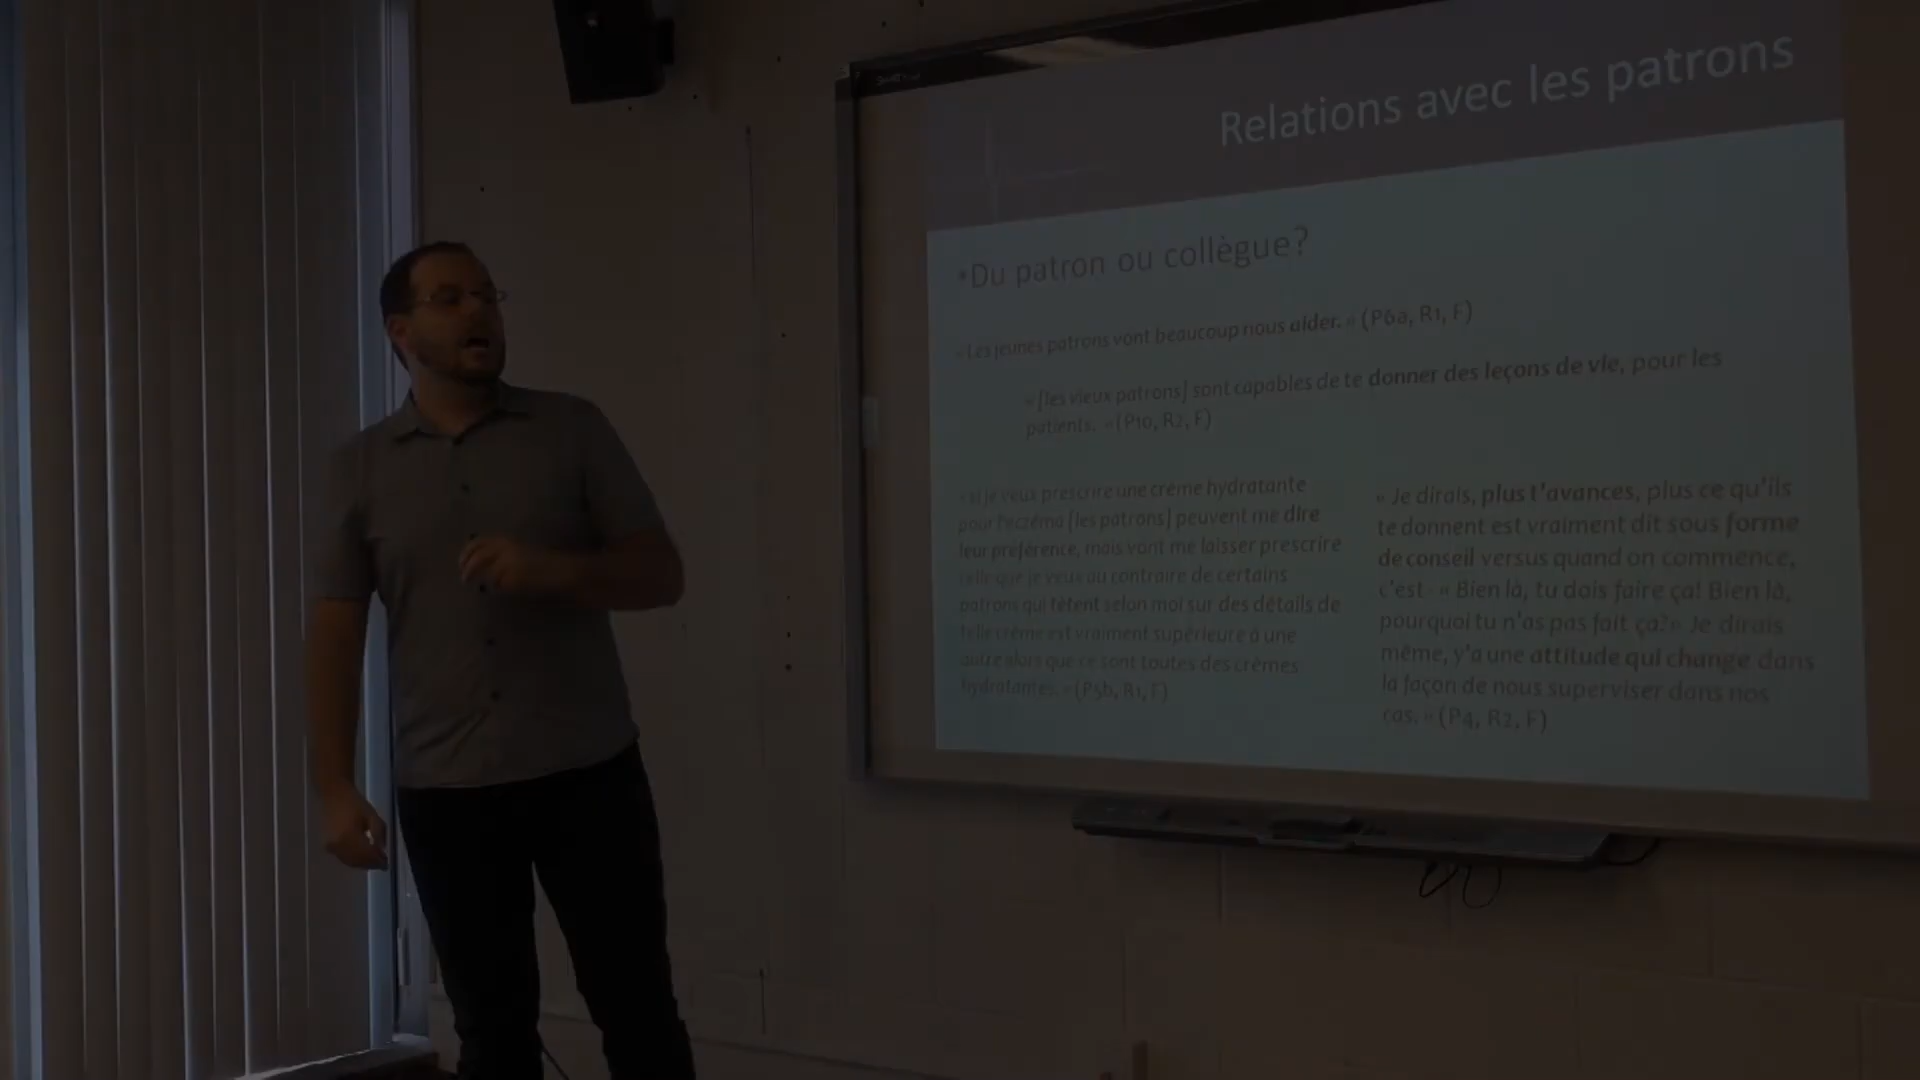 Relations avec les patrons
•Du patron ou collègue?
« Les jeunes patrons vont beaucoup nous aider. » (P6a, R1, F)
« [les vieux patrons] sont capables de te donner des leçons de vie, pour les
patients. » (P10, R2, F)
« si je veux prescrire une crème hydratante
pour l'eczéma [les patrons] peuvent me dire
leur préférence, mais vont me laisser prescrire
celle que je veux au contraire de certains
patrons qui tètent selon moi sur des détails de
telle crème est vraiment supérieure à une
autre alors que ce sont toutes des crèmes
hydratantes. » (P5b, R1, F)
« Je dirais, plus t'avances, plus ce qu'ils
te donnent est vraiment dit sous forme
de conseil versus quand on commence,
c'est : « Bien là, tu dois faire ça! Bien là,
pourquoi tu n'as pas fait ça? » Je dirais
même, y'a une attitude qui change dans
la façon de nous superviser dans nos
cas. » (P4, R2, F)